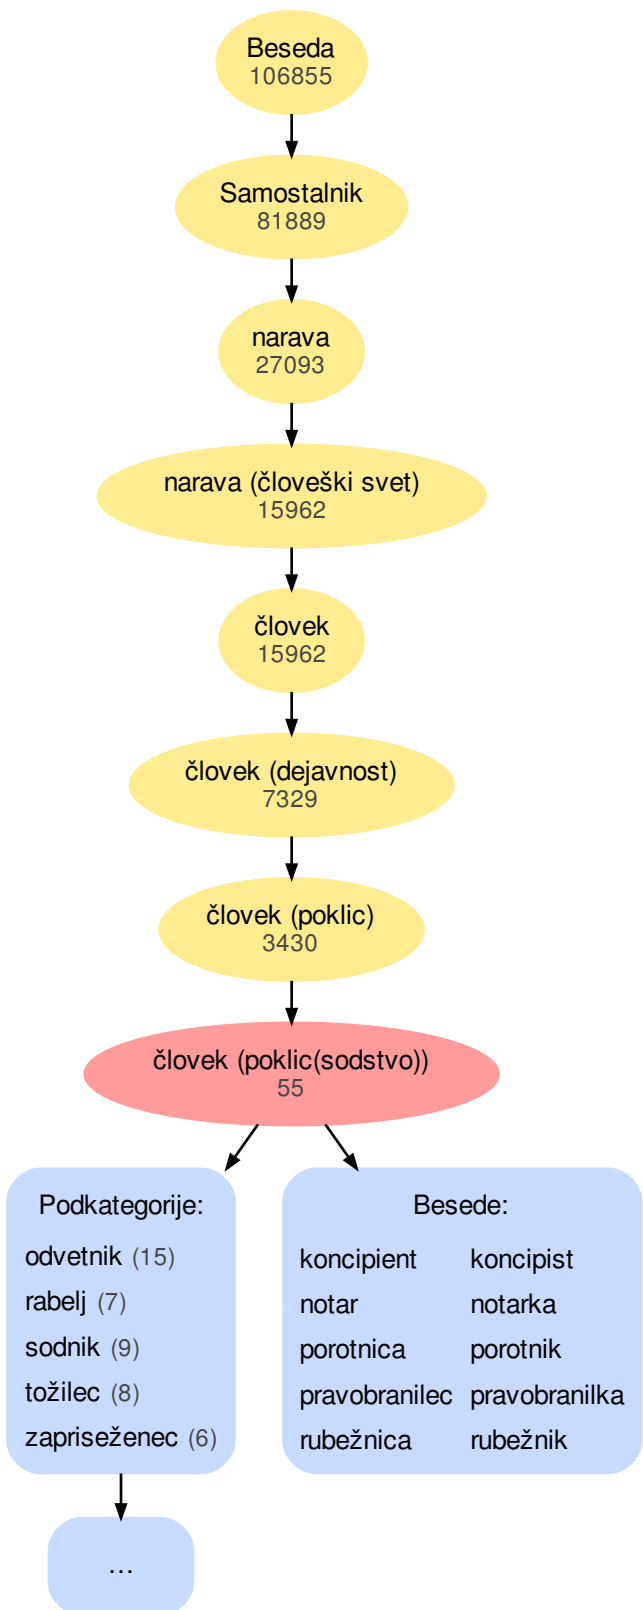 Beseda
106855
Samostalnik
81889
narava
27093
narava (človeški svet)
15962
človek
15962
človek (dejavnost)
7329
človek (poklic)
3430
človek (poklic(sodstvo))
55
Podkategorije:
odvetnik (15)
rabelj (7)
sodnik (9)
tožilec (8)
zapriseženec (6)
...
Besede:
koncipient koncipist
notar notarka
porotnica porotnik
pravobranilec pravobranilka
rubežnica rubežnik